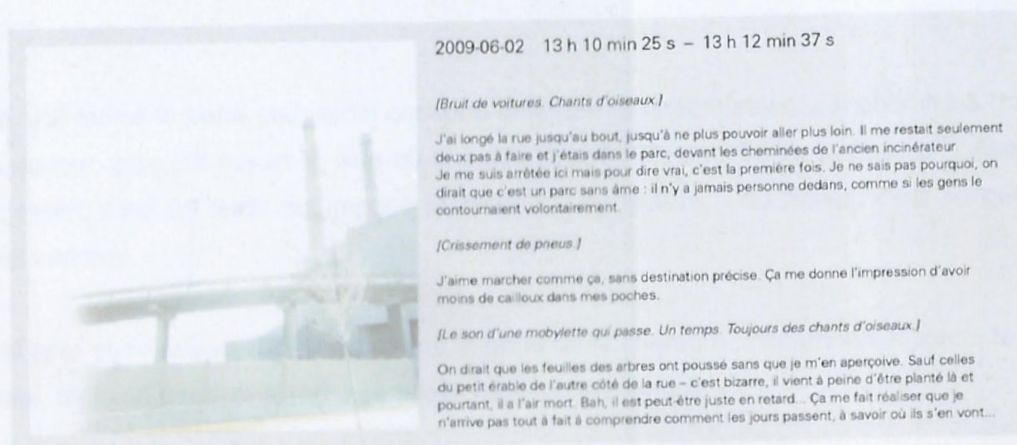 2009-06-02 13 h 10 min 25 s – 13 h 12 min 37 s
[Bruit de voitures. Chants d'oiseaux.]
J'ai longé la rue jusqu'au bout, jusqu'à ne plus pouvoir aller plus loin. Il me restait seulement
deux pas à faire et j'étais dans le parc, devant les cheminées de l'ancien incinérateur.
Je me suis arrêtée ici mais pour dire vrai, c'est la première fois. Je ne sais pas pourquoi, on
dirait que c'est un parc sans âme : il n'y a jamais personne dedans, comme si les gens le
contournaient volontairement.
[Crissement de pneus.]
J'aime marcher comme ça, sans destination précise. Ça me donne l'impression d'avoir
moins de cailloux dans mes poches.
[Le son d'une mobylette qui passe. Un temps. Toujours des chants d'oiseaux.]
On dirait que les feuilles des arbres ont poussé sans que je m'en aperçoive. Sauf celles
du petit érable de l'autre côté de la rue – c'est bizarre, il vient à peine d'être planté là et
pourtant, il a l'air mort. Bah, il est peut-être juste en retard... Ça me fait réaliser que je
n'arrive pas tout à fait à comprendre comment les jours passent, à savoir où ils s'en vont...